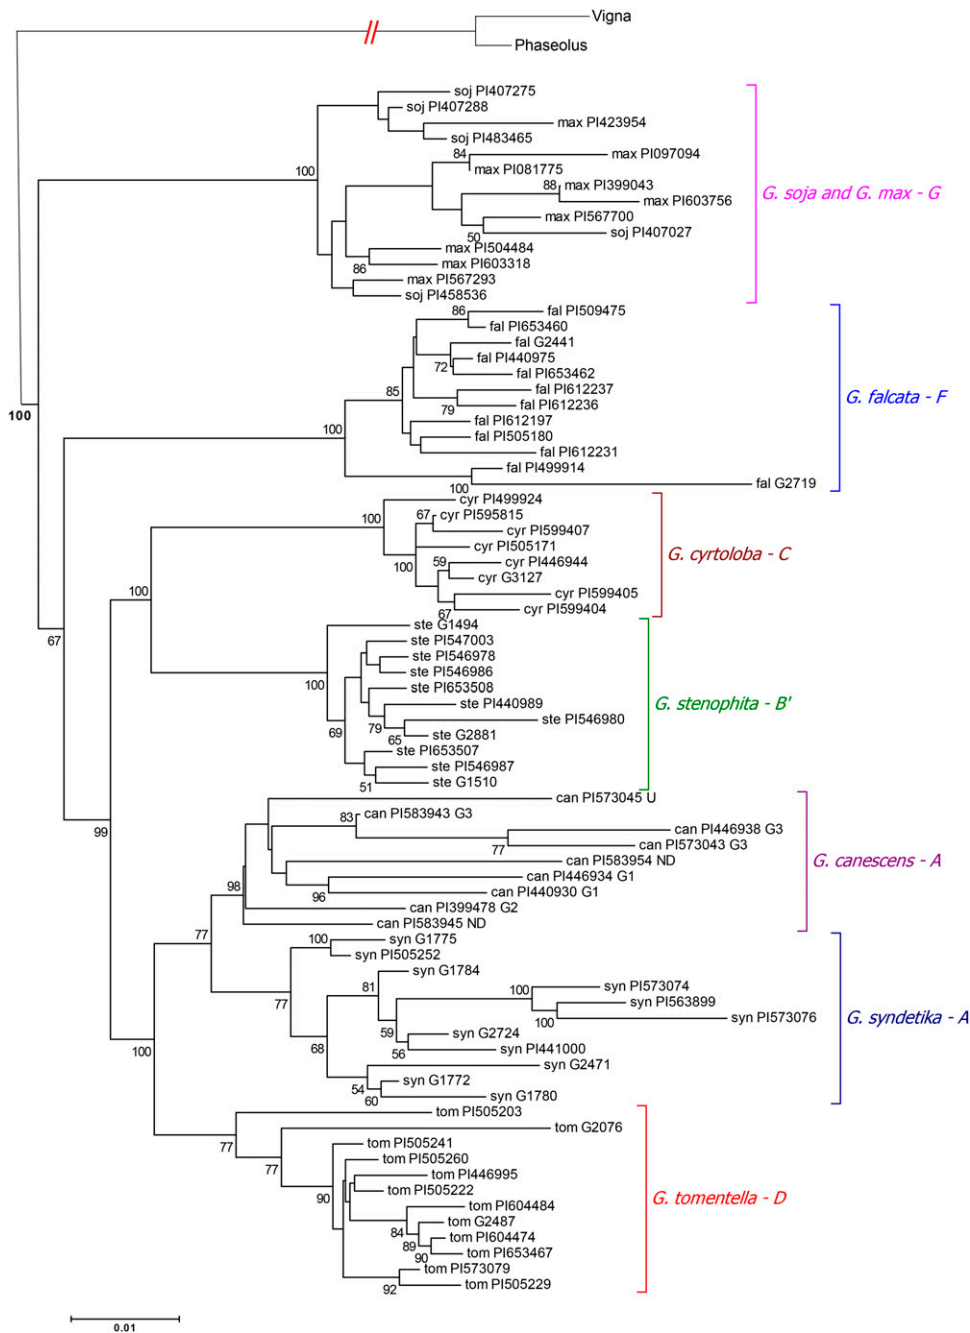 Vigna
Phaseolus
soj PI407275
soj PI407288
max PI423954
soj PI483465
84 max PI097094
max PI081775
88 max PI399043
max PI603756
100
G. soja and G. max - G
max PI567700
50 soj PI407027
max PI504484
86 max PI603318
max PI567293
soj PI458536
86 fal PI509475
fal PI653460
fal G2441
72 fal PI440975
fal PI653462
85 fal PI612237
79 fal PI612236
G. falcata - F
100
100
fal PI612197
fal PI505180
fal PI612231
fal PI499914
100 fal G2719
cyr PI499924
100 67 cyr PI595815
cyr PI599407
cyr PI505171
100 59 cyr PI446944
G. cyrtoloba - C
cyr G3127
cyr PI599405
67 cyr PI599404
100
67
ste G1494
ste PI547003
ste PI546978
100 ste PI546986
ste PI653508
79 ste PI440989
G. stenophita - B'
69 65 ste PI546980
ste G2881
ste PI653507
ste PI546987
51 ste G1510
can PI573045 U
83 can PI583943 G3
can PI446938 G3
99
77 can PI573043 G3
can PI583954 ND
G. canescens - A
can PI446934 G1
98 96 can PI440930 G1
can PI399478 G2
can PI583945 ND
77
100 syn G1775
syn PI505252
syn G1784
81
100 syn PI573074
77
syn PI563899
100 syn PI573076
G. syndetika - A
59 syn G2724
68 56 syn PI441000
100
syn G2471
54 syn G1772
60 syn G1780
tom PI505203
77 tom G2076
tom PI505241
77
tom PI505260
tom PI446995
90 tom PI505222
G. tomentella - D
tom PI604484
84 tom G2487
89 tom PI604474
90 tom PI653467
tom PI573079
92 tom PI505229
0.01